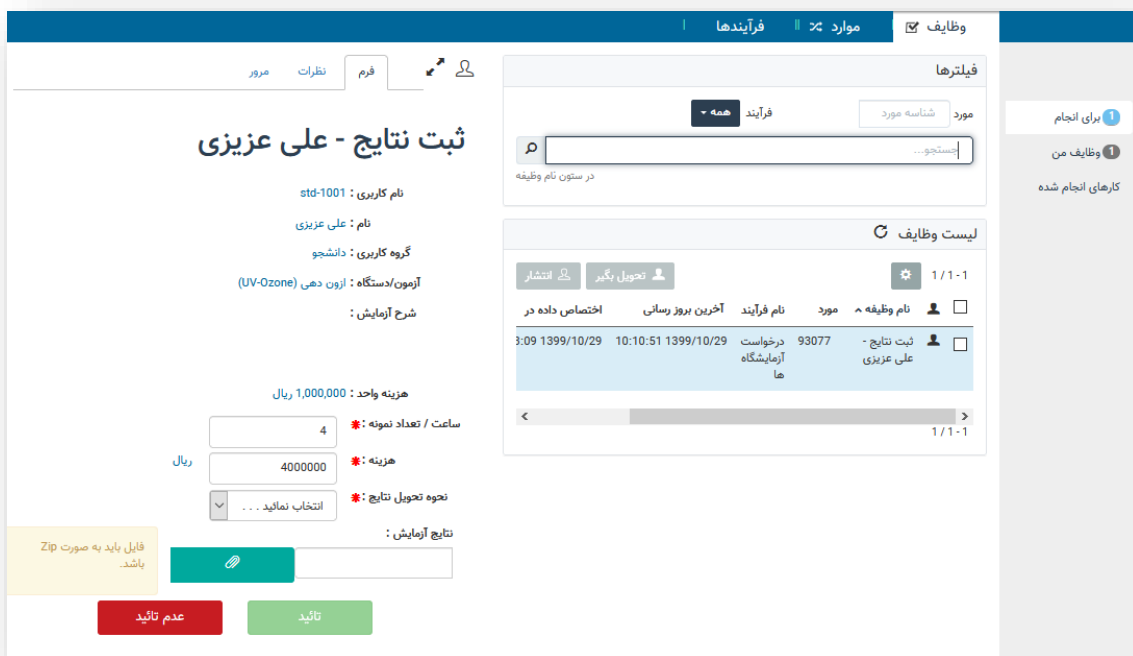 وظایف
موارد
فرآیندها
1 برای انجام
1 وظایف من
کارهای انجام شده
فیلترها
مورد شناسه مورد فرآیند همه
جستجو...
در ستون نام وظیفه
لیست وظایف
1 / 1-1 تحویل بگیر انتشار
نام وظیفه مورد نام فرآیند آخرین بروز رسانی اختصاص داده در
ثبت نتایج - 93077 درخواست 1399/10/29 10:10:51 1399/10/29 3:09
علی عزیزی آزمایشگاه
ها
1 / 1-1
فرم نظرات مرور
ثبت نتایج - علی عزیزی
نام کاربری : std-1001
نام : علی عزیزی
گروه کاربری : دانشجو
آزمون/دستگاه : ازون دهی (UV-Ozone)
شرح آزمایش :
هزینه واحد : 1,000,000 ریال
ساعت / تعداد نمونه :* 4
هزینه :* 4000000 ریال
نحوه تحویل نتایج :* انتخاب نمائید . . .
نتایج آزمایش :
فایل باید به صورت Zip
باشد.
تائید
عدم تائید